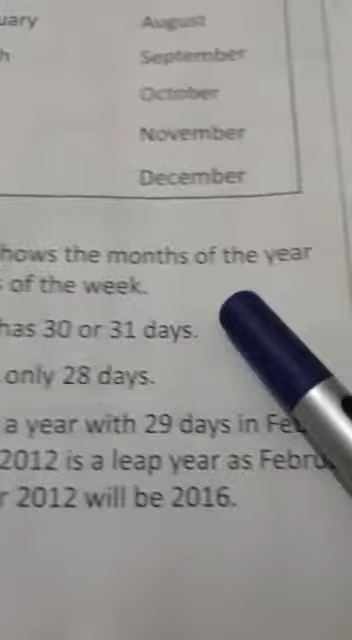 uary August
h September
October
November
December
hows the months of the year
s of the week.
has 30 or 31 days.
only 28 days.
a year with 29 days in Feb
2012 is a leap year as Febru
r 2012 will be 2016.